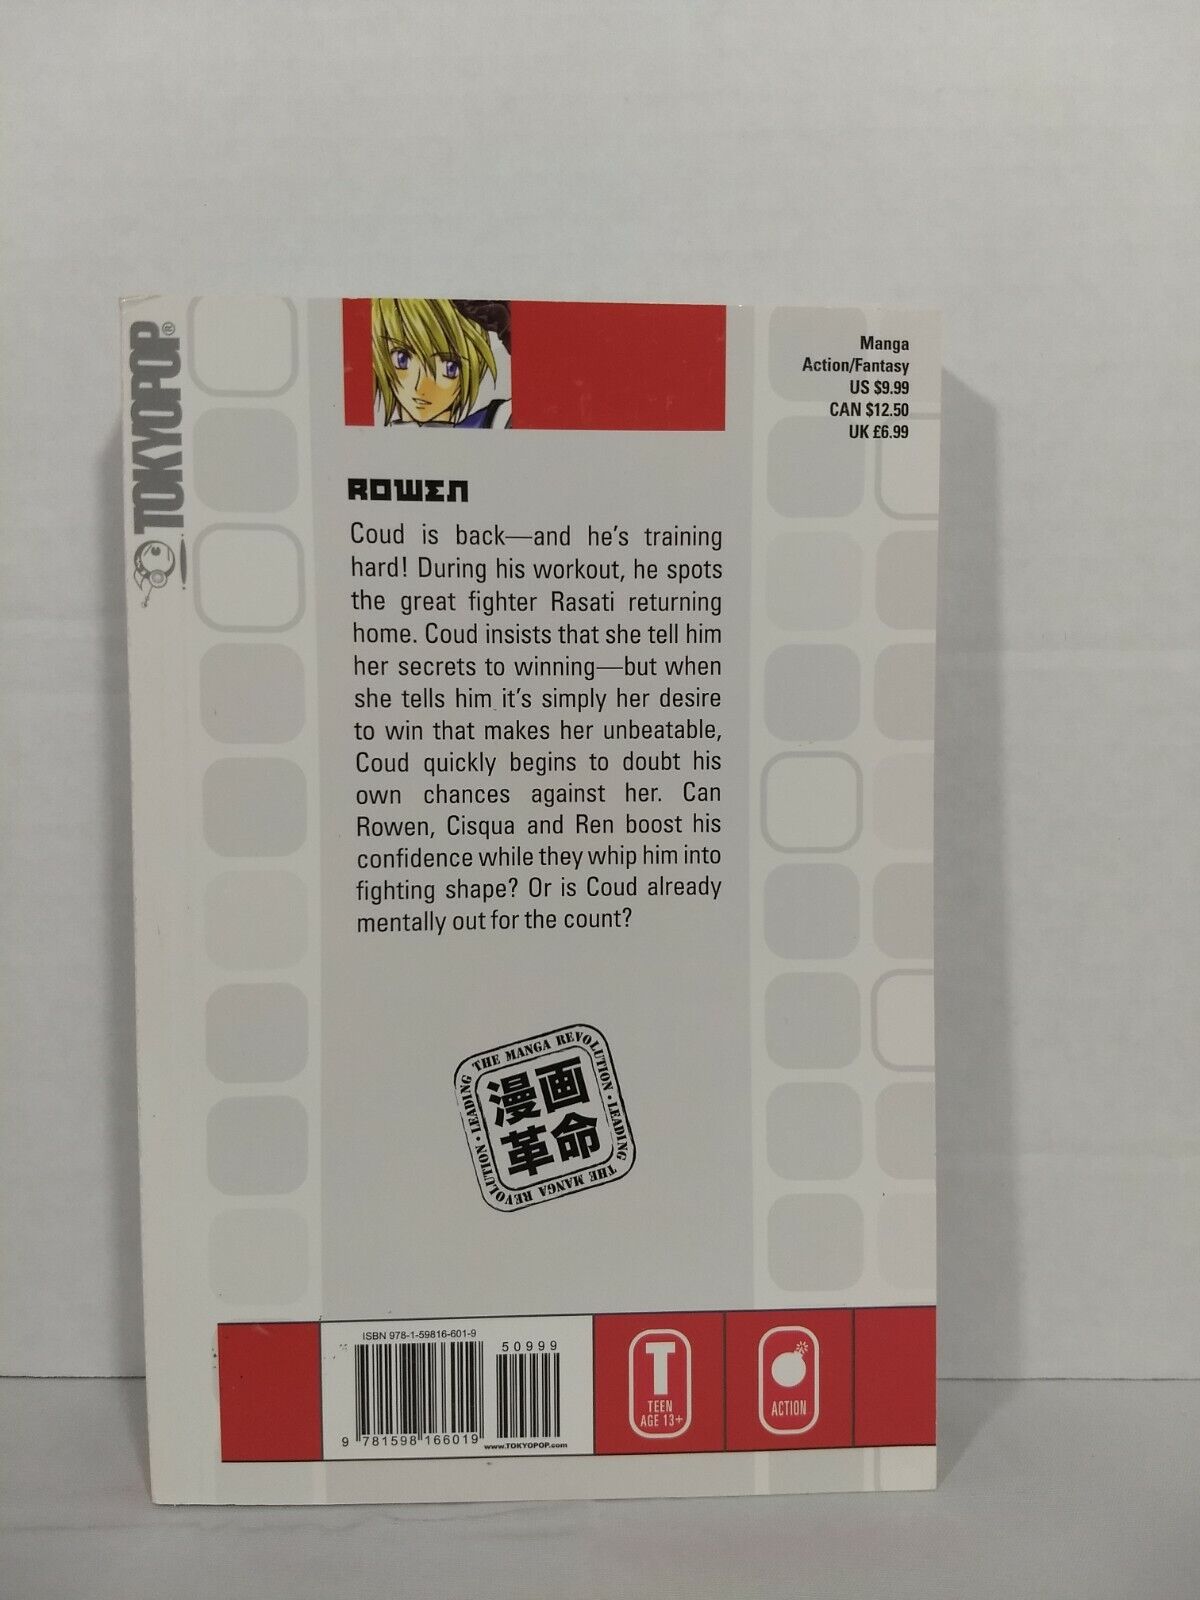 TOKYOPOP®
Manga
Action/Fantasy
US $9.99
CAN $12.50
UK £6.99
ROWEN
Coud is back—and he's training
hard! During his workout, he spots
the great fighter Rasati returning
home. Coud insists that she tell him
her secrets to winning—but when
she tells him it's simply her desire
to win that makes her unbeatable,
Coud quickly begins to doubt his
own chances against her. Can
Rowen, Cisqua and Ren boost his
confidence while they whip him into
fighting shape? Or is Coud already
mentally out for the count?
LEADING THE MANGA REVOLUTION • LEADING THE MANGA REVOLUTION •
漫画
革命
ISBN 978-1-59816-601-9
50999
9 781598 166019
www.TOKYOPOP.com
T
TEEN
AGE 13+
ACTION